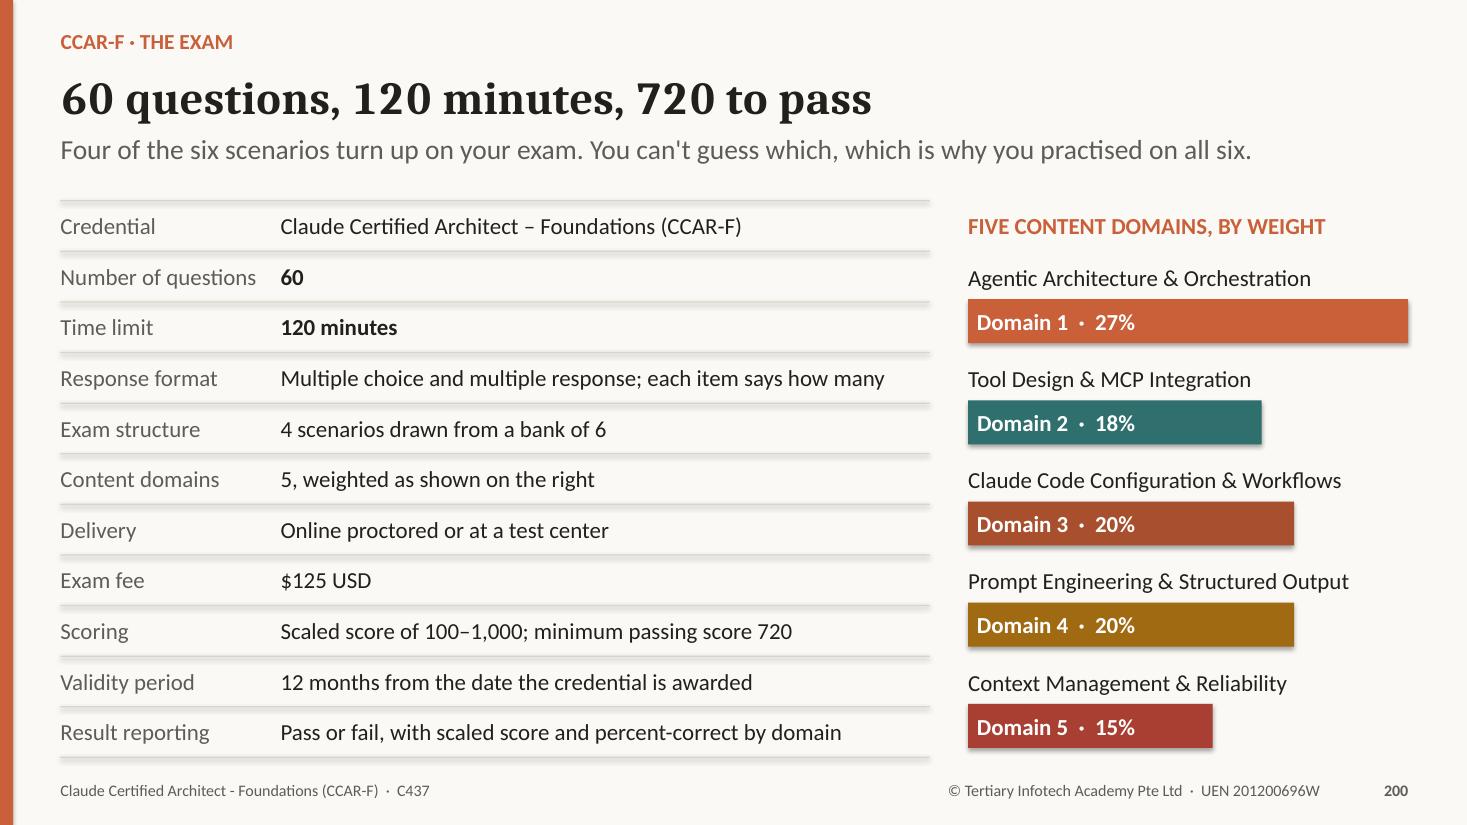 CCAR-F · THE EXAM
60 questions, 120 minutes, 720 to pass
Four of the six scenarios turn up on your exam. You can't guess which, which is why you practised on all six.
Credential Claude Certified Architect – Foundations (CCAR-F)
Number of questions 60
Time limit 120 minutes
Response format Multiple choice and multiple response; each item says how many
Exam structure 4 scenarios drawn from a bank of 6
Content domains 5, weighted as shown on the right
Delivery Online proctored or at a test center
Exam fee $125 USD
Scoring Scaled score of 100–1,000; minimum passing score 720
Validity period 12 months from the date the credential is awarded
Result reporting Pass or fail, with scaled score and percent-correct by domain
FIVE CONTENT DOMAINS, BY WEIGHT
Agentic Architecture & Orchestration
Domain 1 · 27%
Tool Design & MCP Integration
Domain 2 · 18%
Claude Code Configuration & Workflows
Domain 3 · 20%
Prompt Engineering & Structured Output
Domain 4 · 20%
Context Management & Reliability
Domain 5 · 15%
Claude Certified Architect - Foundations (CCAR-F) · C437
© Tertiary Infotech Academy Pte Ltd · UEN 201200696W
200